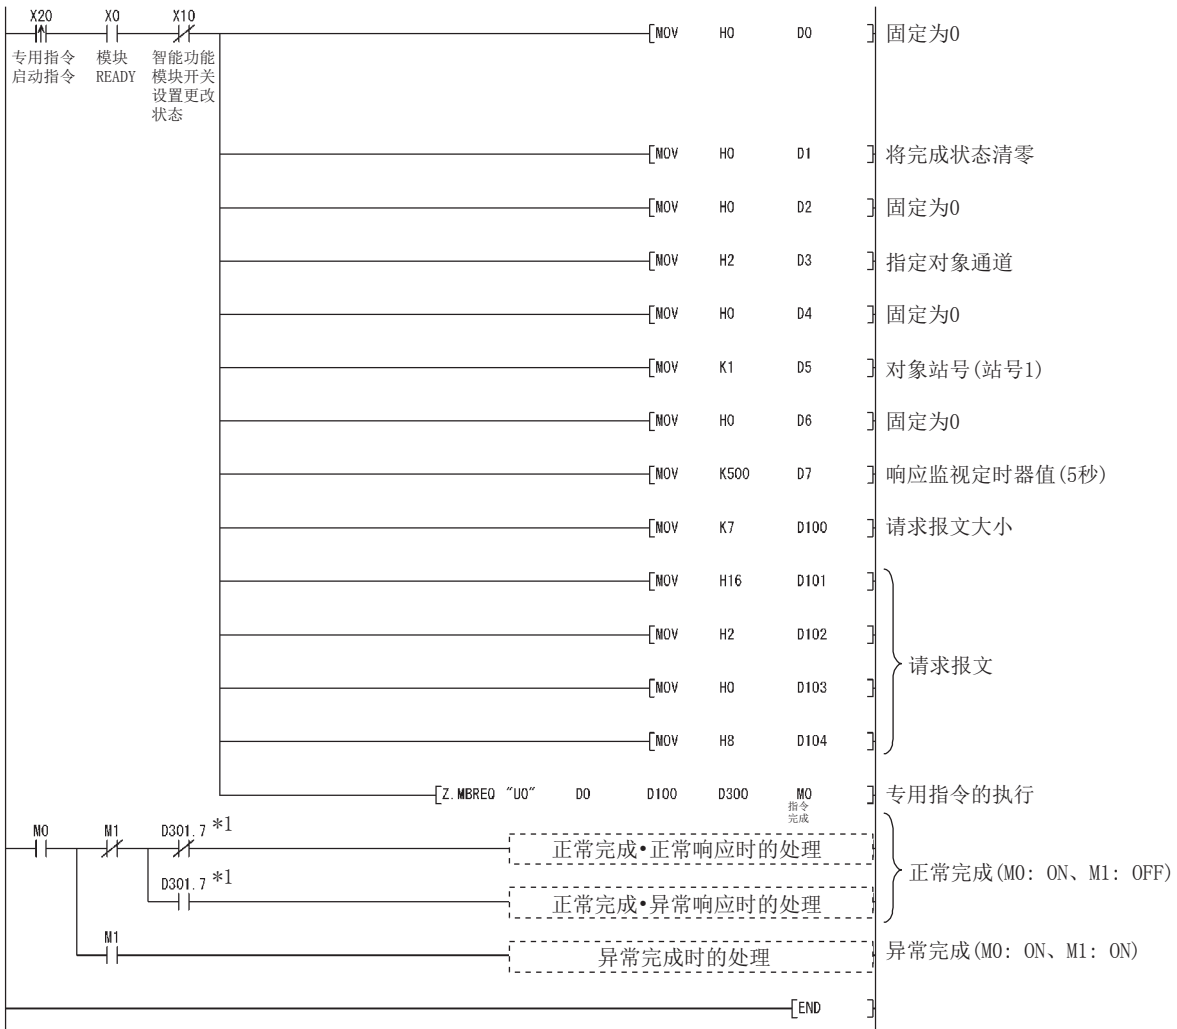 X20 X0 X10
[MOV H0 D0 ] 固定为0
专用指令 模块 智能功能
启动指令 READY 模块开关
设置更改
状态
[MOV H0 D1 ] 将完成状态清零
[MOV H0 D2 ] 固定为0
[MOV H2 D3 ] 指定对象通道
[MOV H0 D4 ] 固定为0
[MOV K1 D5 ] 对象站号(站号1)
[MOV H0 D6 ] 固定为0
[MOV K500 D7 ] 响应监视定时器值(5秒)
[MOV K7 D100 ] 请求报文大小
[MOV H16 D101 ]
[MOV H2 D102 ]
请求报文
[MOV H0 D103 ]
[MOV H8 D104 ]
[Z.MBREQ "U0" D0 D100 D300 M0 ] 专用指令的执行
指令
完成
M0 M1 D301.7 *1
正常完成•正常响应时的处理
正常完成(M0: ON、M1: OFF)
D301.7 *1
正常完成•异常响应时的处理
M1
异常完成时的处理 异常完成(M0: ON、M1: ON)
[END ]